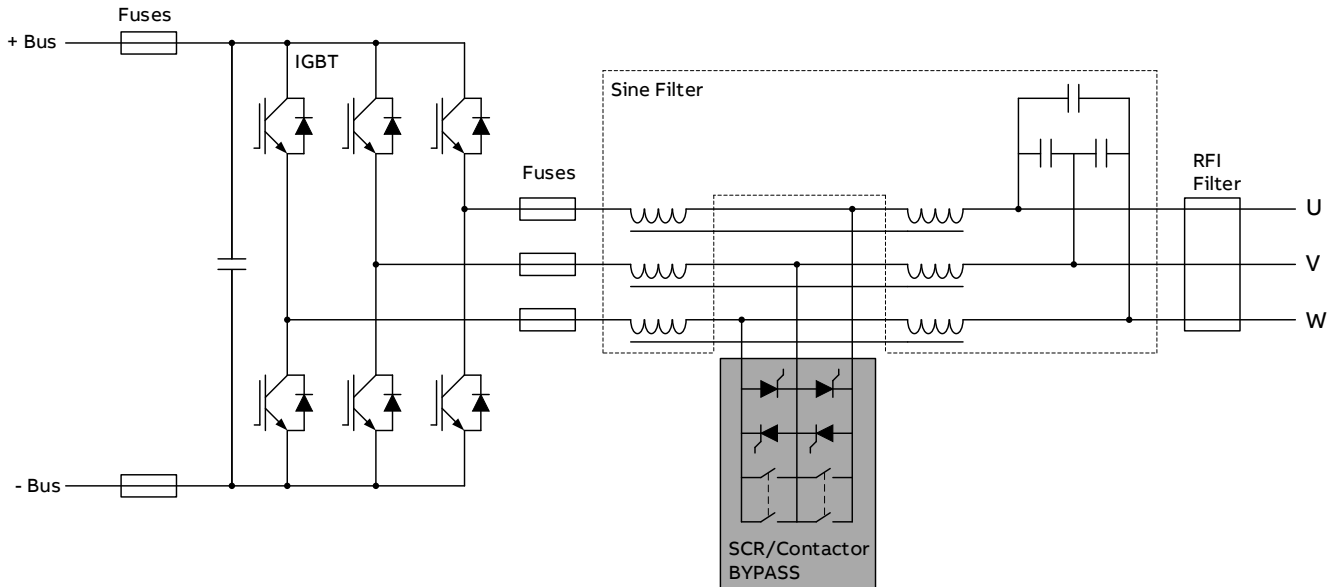 Fuses
+ Bus
IGBT
Sine Filter
Fuses
RFI
Filter
U
V
W
- Bus
SCR/Contactor
BYPASS